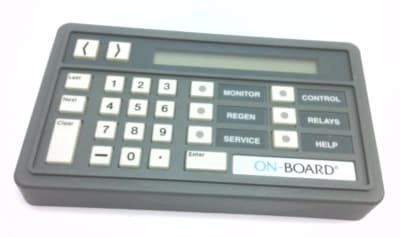 < >
Last 1 2 3 MONITOR CONTROL
Next 4 5 6 REGEN RELAYS
Clear 7 8 9 SERVICE HELP
— 0 . Enter ON-BOARD®